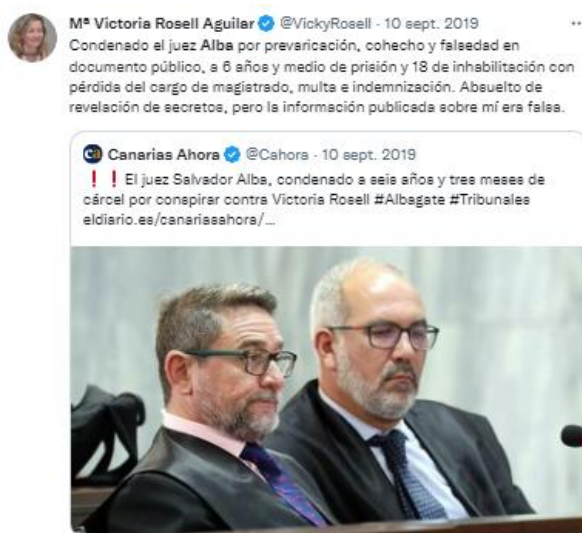 Mª Victoria Rosell Aguilar @VickyRosell · 10 sept. 2019
Condenado el juez Alba por prevaricación, cohecho y falsedad en
documento público, a 6 años y medio de prisión y 18 de inhabilitación con
pérdida del cargo de magistrado, multa e indemnización. Absuelto de
revelación de secretos, pero la información publicada sobre mí era falsa.
Canarias Ahora @Cahora · 10 sept. 2019
❗❗El juez Salvador Alba, condenado a seis años y tres meses de
cárcel por conspirar contra Victoria Rosell #Albagate #Tribunales
eldiario.es/canariasahora/...